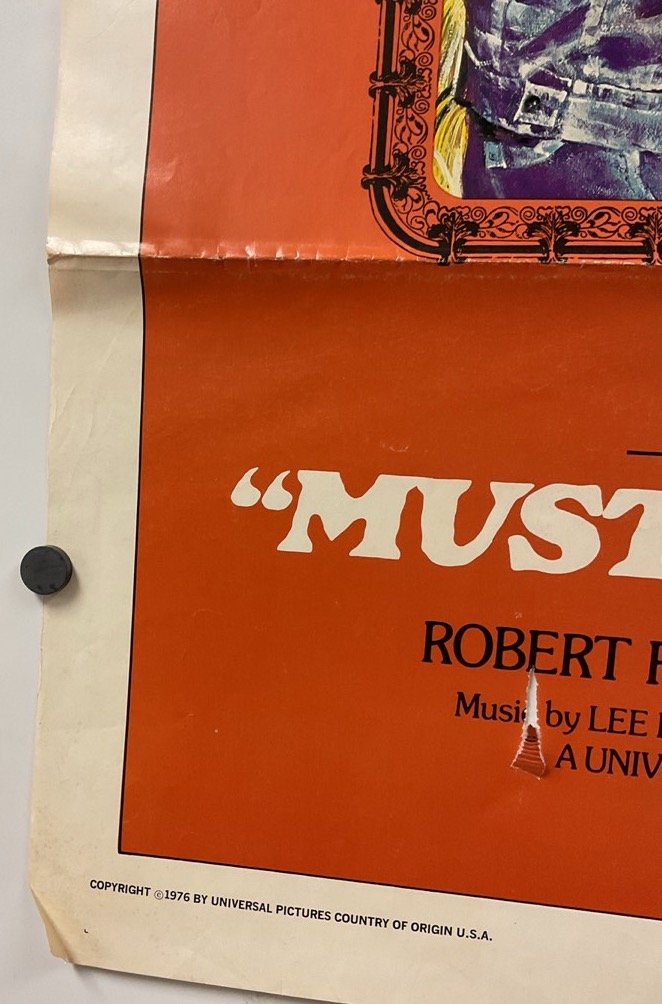 “MUST
ROBERT
Music by LEE
A UNIV
COPYRIGHT ©1976 BY UNIVERSAL PICTURES COUNTRY OF ORIGIN U.S.A.